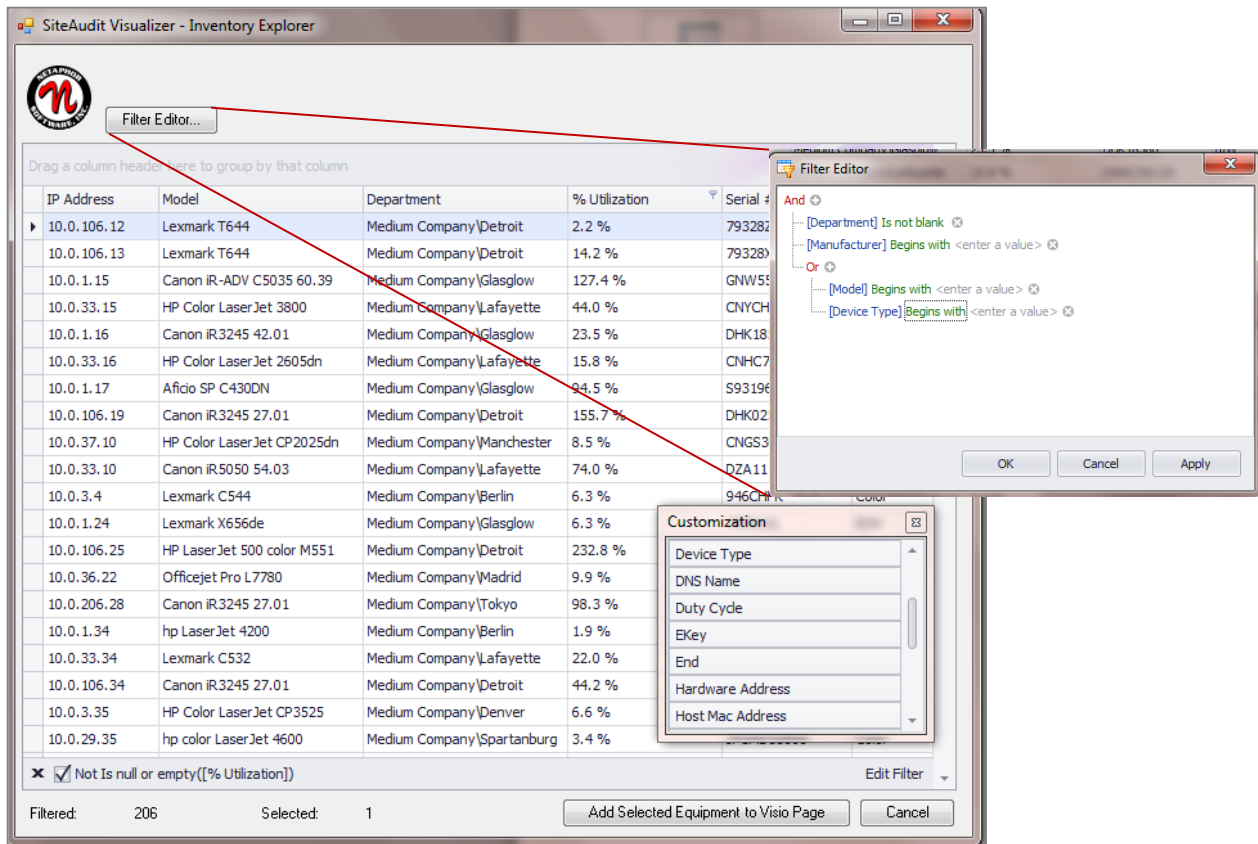 SiteAudit Visualizer - Inventory Explorer
NETAPHOR
n
SOFTWARE, INC.
Filter Editor...
Drag a column header here to group by that column
IP Address Model Department % Utilization Serial #
10.0.106.12 Lexmark T644 Medium Company\Detroit 2.2 % 79328Z
10.0.106.13 Lexmark T644 Medium Company\Detroit 14.2 % 79328X
10.0.1.15 Canon iR-ADV C5035 60.39 Medium Company\Glasglow 127.4 % GNW55
10.0.33.15 HP Color LaserJet 3800 Medium Company\Lafayette 44.0 % CNYCH
10.0.1.16 Canon iR3245 42.01 Medium Company\Glasglow 23.5 % DHK18
10.0.33.16 HP Color LaserJet 2605dn Medium Company\Lafayette 15.8 % CNHC7
10.0.1.17 Aficio SP C430DN Medium Company\Glasglow 94.5 % S93196
10.0.106.19 Canon iR3245 27.01 Medium Company\Detroit 155.7 % DHK02
10.0.37.10 HP Color LaserJet CP2025dn Medium Company\Manchester 8.5 % CNGS3
10.0.33.10 Canon iR5050 54.03 Medium Company\Lafayette 74.0 % DZA11
10.0.3.4 Lexmark C544 Medium Company\Berlin 6.3 % Color
10.0.1.24 Lexmark X656de Medium Company\Glasglow 6.3 %
10.0.106.25 HP LaserJet 500 color M551 Medium Company\Detroit 232.8 %
10.0.36.22 Officejet Pro L7780 Medium Company\Madrid 9.9 %
10.0.206.28 Canon iR3245 27.01 Medium Company\Tokyo 98.3 %
10.0.1.34 hp LaserJet 4200 Medium Company\Berlin 1.9 %
10.0.33.34 Lexmark C532 Medium Company\Lafayette 22.0 %
10.0.106.34 Canon iR3245 27.01 Medium Company\Detroit 44.2 %
10.0.3.35 HP Color LaserJet CP3525 Medium Company\Denver 6.6 %
10.0.29.35 hp color LaserJet 4600 Medium Company\Spartanburg 3.4 %
Not Is null or empty([% Utilization]) Edit Filter
Filtered: 206 Selected: 1 Add Selected Equipment to Visio Page Cancel
Filter Editor
And
[Department] Is not blank
[Manufacturer] Begins with <enter a value>
Or
[Model] Begins with <enter a value>
[Device Type] Begins with <enter a value>
OK Cancel Apply
Customization
Device Type
DNS Name
Duty Cycle
EKey
End
Hardware Address
Host Mac Address